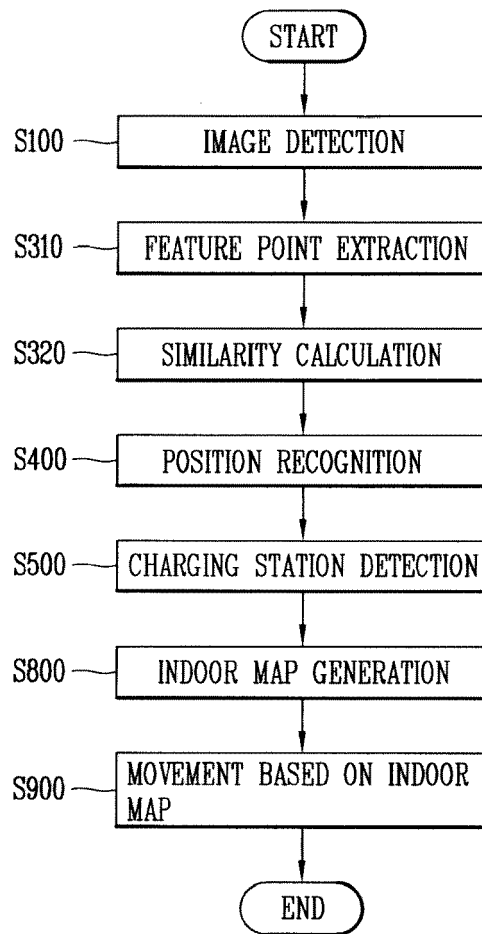 START
S100 IMAGE DETECTION
S310 FEATURE POINT EXTRACTION
S320 SIMILARITY CALCULATION
S400 POSITION RECOGNITION
S500 CHARGING STATION DETECTION
S800 INDOOR MAP GENERATION
S900 MOVEMENT BASED ON INDOOR
MAP
END